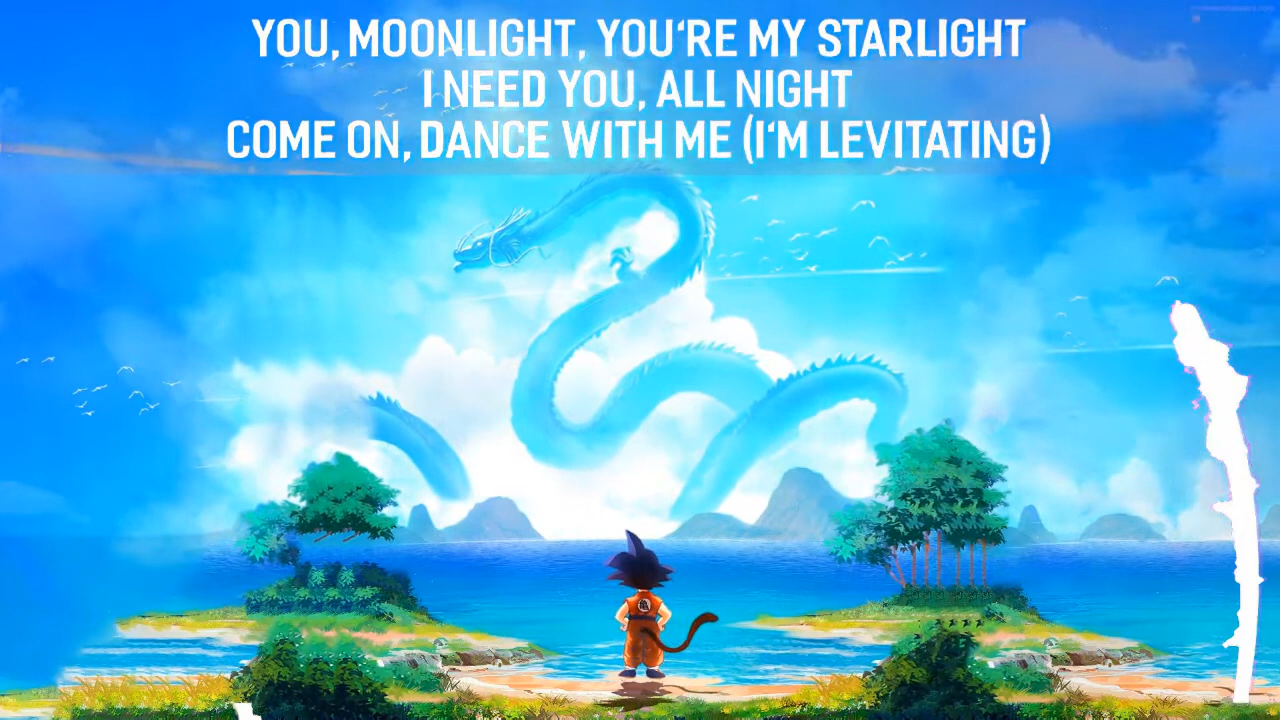 YOU, MOONLIGHT, YOU'RE MY STARLIGHT
I NEED YOU, ALL NIGHT
COME ON, DANCE WITH ME (I'M LEVITATING)